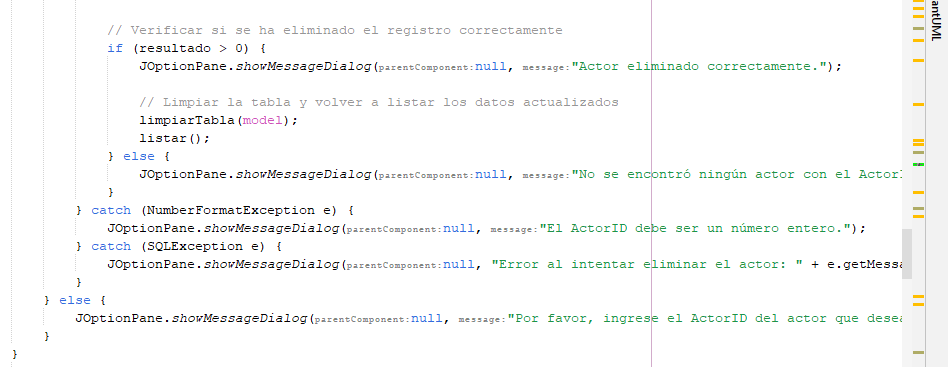 // Verificar si se ha eliminado el registro correctamente
if (resultado > 0) {
JOptionPane.showMessageDialog(parentComponent:null, message:"Actor eliminado correctamente.");
// Limpiar la tabla y volver a listar los datos actualizados
limpiarTabla(model);
listar();
} else {
JOptionPane.showMessageDialog(parentComponent:null, message:"No se encontró ningún actor con el Actor
}
} catch (NumberFormatException e) {
JOptionPane.showMessageDialog(parentComponent:null, message:"El ActorID debe ser un número entero.");
} catch (SQLException e) {
JOptionPane.showMessageDialog(parentComponent:null, "Error al intentar eliminar el actor: " + e.getMessa
}
} else {
JOptionPane.showMessageDialog(parentComponent:null, message:"Por favor, ingrese el ActorID del actor que desea
}
}
antUML